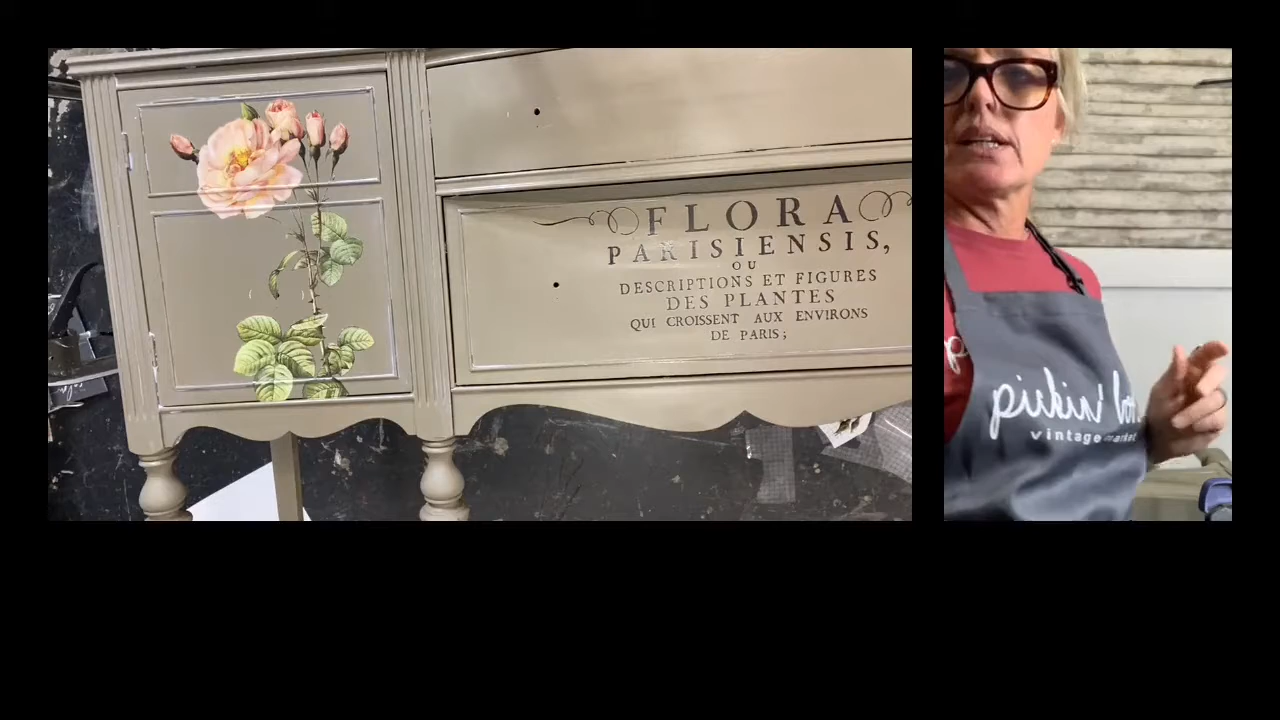 FLORA
PARISIENSIS,
OU
DESCRIPTIONS ET FIGURES
DES PLANTES
QUI CROISSENT AUX ENVIRONS
DE PARIS;
pickin'
vintage market